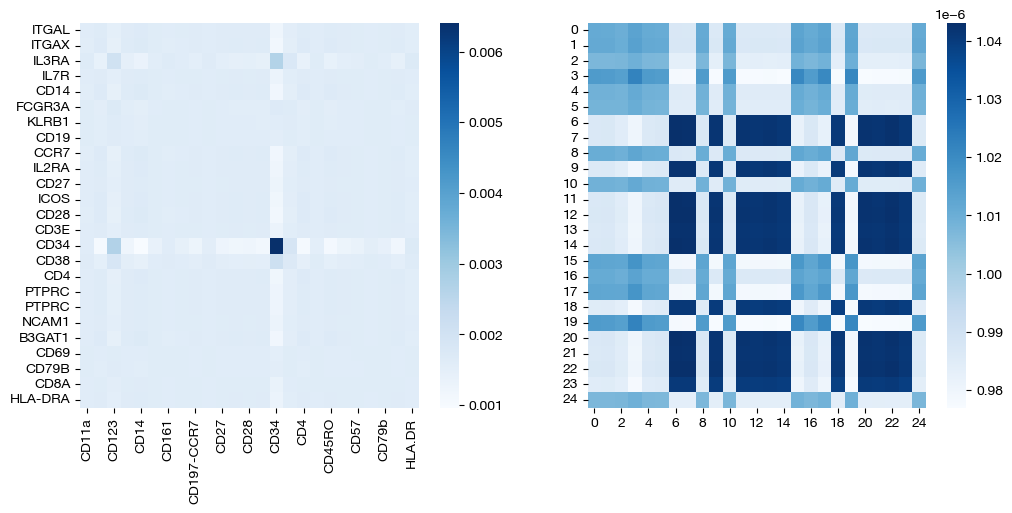 ITGAL
ITGAX
IL3RA
IL7R
CD14
FCGR3A
KLRB1
CD19
CCR7
IL2RA
CD27
ICOS
CD28
CD3E
CD34
CD38
CD4
PTPRC
PTPRC
NCAM1
B3GAT1
CD69
CD79B
CD8A
HLA-DRA
CD11a
CD123
CD14
CD161
CD197-CCR7
CD27
CD28
CD34
CD4
CD45RO
CD57
CD79b
HLA.DR
0.006
0.005
0.004
0.003
0.002
0.001
0
1
2
3
4
5
6
7
8
9
10
11
12
13
14
15
16
17
18
19
20
21
22
23
24
0 2 4 6 8 10 12 14 16 18 20 22 24
1e−6
1.04
1.03
1.02
1.01
1.00
0.99
0.98